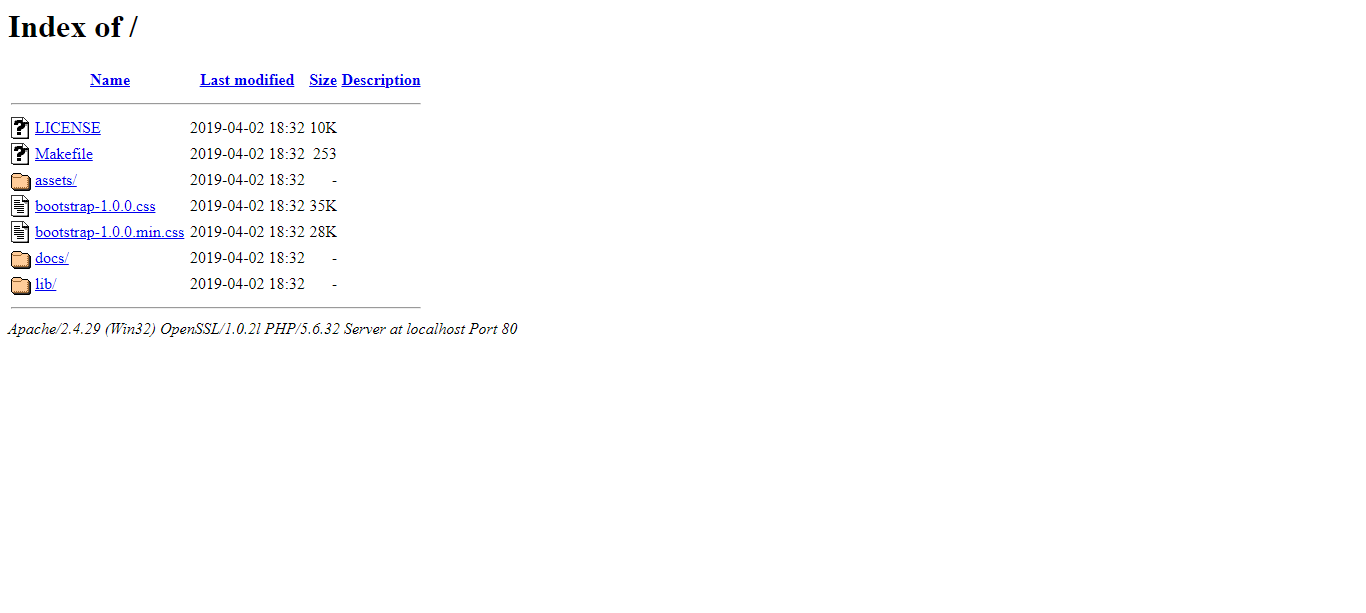 Index of /
Name Last modified Size Description
LICENSE 2019-04-02 18:32 10K
Makefile 2019-04-02 18:32 253
assets/ 2019-04-02 18:32 -
bootstrap-1.0.0.css 2019-04-02 18:32 35K
bootstrap-1.0.0.min.css 2019-04-02 18:32 28K
docs/ 2019-04-02 18:32 -
lib/ 2019-04-02 18:32 -
Apache/2.4.29 (Win32) OpenSSL/1.0.2l PHP/5.6.32 Server at localhost Port 80